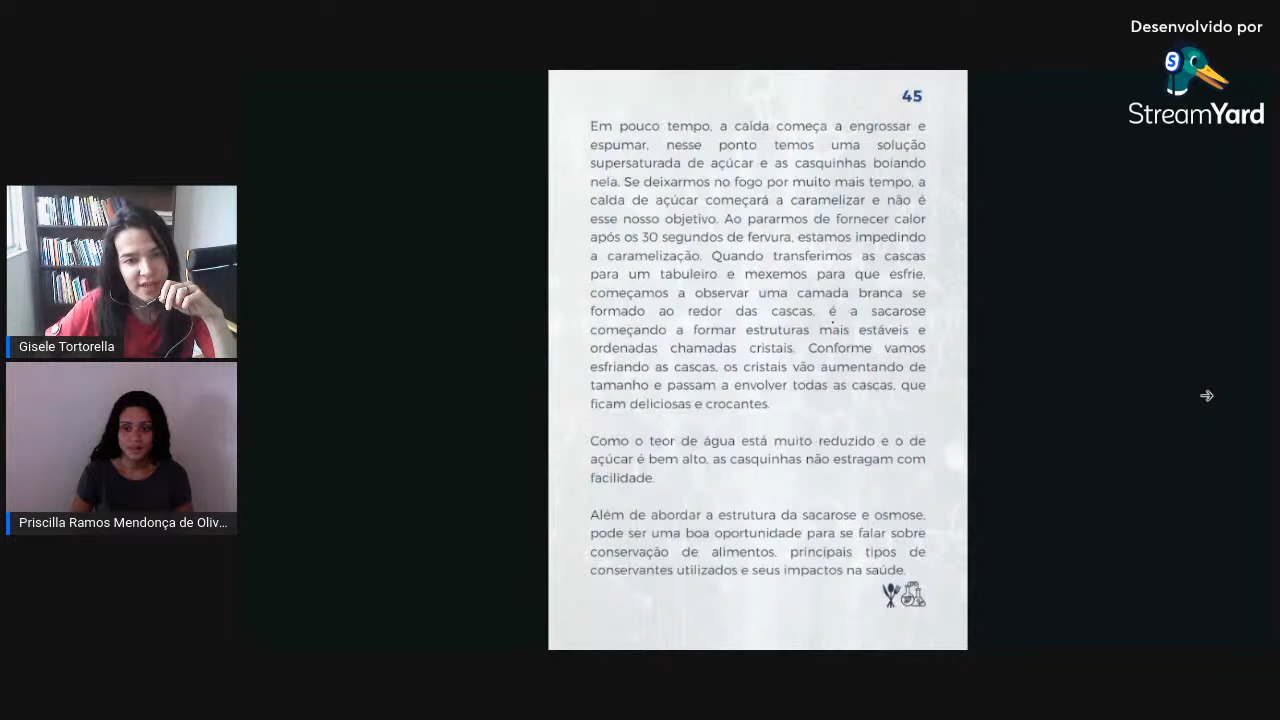 Desenvolvido por
StreamYard
45
Em pouco tempo, a calda começa a engrossar e
espumar, nesse ponto temos uma solução
supersaturada de açúcar e as casquinhas boiando
nela. Se deixarmos no fogo por muito mais tempo, a
calda de açúcar começará a caramelizar e não é
esse nosso objetivo. Ao pararmos de fornecer calor
após os 30 segundos de fervura, estamos impedindo
a caramelização. Quando transferimos as cascas
para um tabuleiro e mexemos para que esfrie,
começamos a observar uma camada branca se
formado ao redor das cascas, é a sacarose
começando a formar estruturas mais estáveis e
ordenadas chamadas cristais. Conforme vamos
esfriando as cascas, os cristais vão aumentando de
tamanho e passam a envolver todas as cascas, que
ficam deliciosas e crocantes.
Como o teor de água está muito reduzido e o de
açúcar é bem alto, as casquinhas não estragam com
facilidade.
Além de abordar a estrutura da sacarose e osmose,
pode ser uma boa oportunidade para se falar sobre
conservação de alimentos, principais tipos de
conservantes utilizados e seus impactos na saúde.
Gisele Tortorella
Priscilla Ramos Mendonça de Oliv...